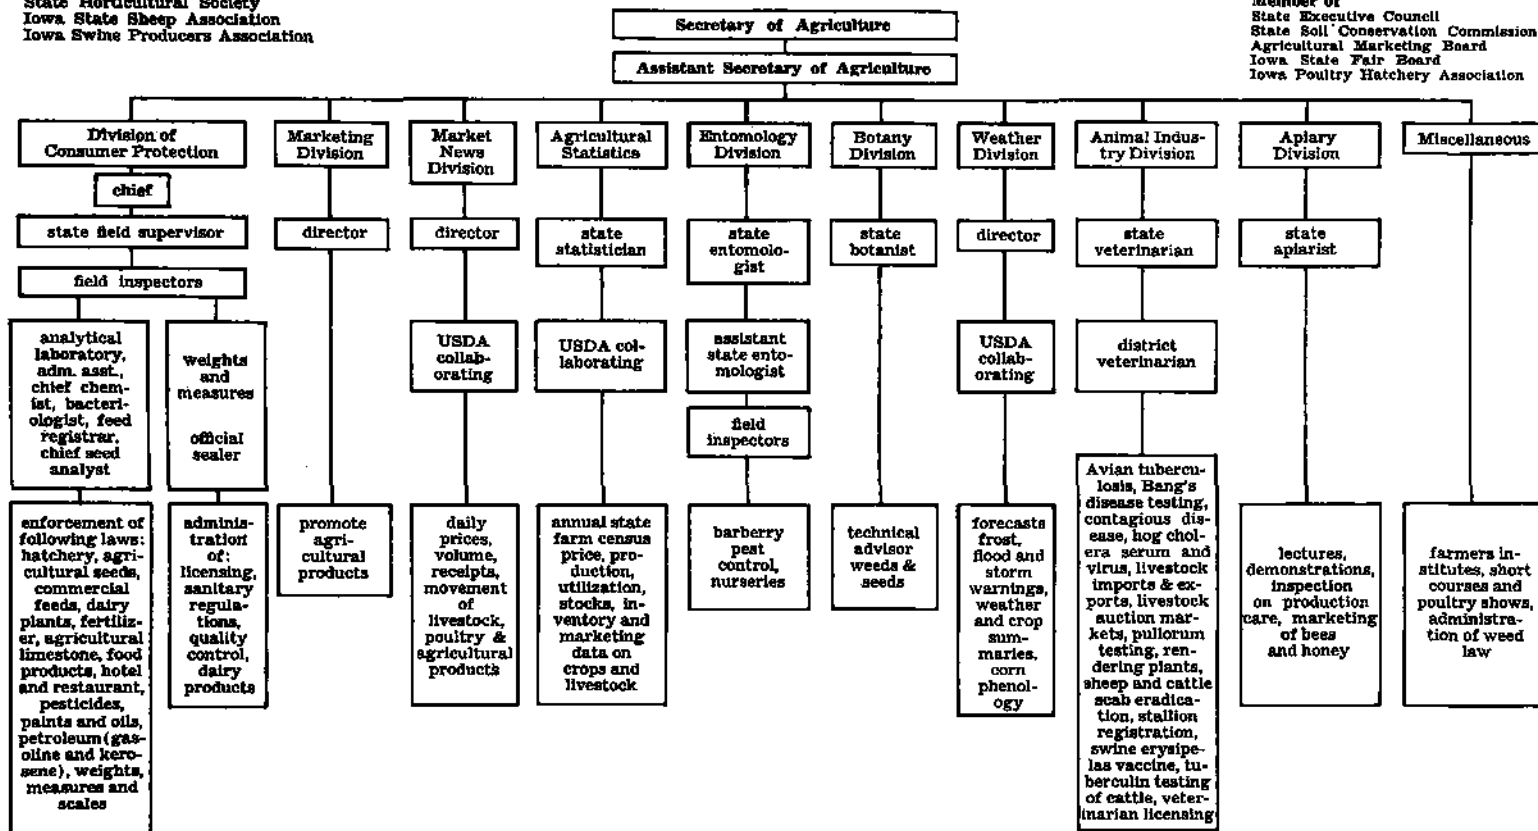 State Horticultural Society
Iowa State Sheep Association
Iowa Swine Producers Association
Member of
State Executive Council
State Soil Conservation Commission
Agricultural Marketing Board
Iowa State Fair Board
Iowa Poultry Hatchery Association
Secretary of Agriculture
Assistant Secretary of Agriculture
Division of
Consumer Protection
chief
state field supervisor
field inspectors
analytical
laboratory,
adm. asst.,
chief chem-
ist, bacteri-
ologist, feed
registrar,
chief seed
analyst
enforcement of
following laws:
hatchery, agri-
cultural seeds,
commercial
feeds, dairy
plants, fertiliz-
er, agricultural
limestone, food
products, hotel
and restaurant,
pesticides,
paints and oils,
petroleum (gas-
oline and kero-
sene), weights,
measures and
scales
weights
and
measures
official
sealer
adminis-
tration
of:
licensing,
sanitary
regula-
tions,
quality
control,
dairy
products
Marketing
Division
director
promote
agri-
cultural
products
Market
News
Division
director
USDA
collab-
orating
daily
prices,
volume,
receipts,
movement
of
livestock,
poultry &
agricultural
products
Agricultural
Statistics
state
statistician
USDA col-
laborating
annual state
farm census
price, pro-
duction,
utilization,
stocks, in-
ventory and
marketing
data on
crops and
livestock
Entomology
Division
state
entomolo-
gist
assistant
state ento-
mologist
field
inspectors
barberry
pest
control,
nurseries
Botany
Division
state
botanist
technical
advisor
weeds &
seeds
Weather
Division
director
USDA
collab-
orating
forecasts
frost,
flood and
storm
warnings,
weather
and crop
sum-
maries,
corn
phenol-
ogy
Animal Indus-
try Division
state
veterinarian
district
veterinarian
Avian tubercu-
losis, Bang's
disease testing,
contagious dis-
ease, hog chol-
era serum and
virus, livestock
imports & ex-
ports, livestock
auction mar-
kets, pullorum
testing, ren-
dering plants,
sheep and cattle
scab eradica-
tion, stallion
registration,
swine erysipe-
las vaccine, tu-
berculin testing
of cattle, veter-
inarian licensing
Apiary
Division
state
apiarist
lectures,
demonstrations,
inspection
on production
care, marketing
of bees
and honey
Miscellaneous
farmers in-
stitutes, short
courses and
poultry shows,
administra-
tion of weed
law